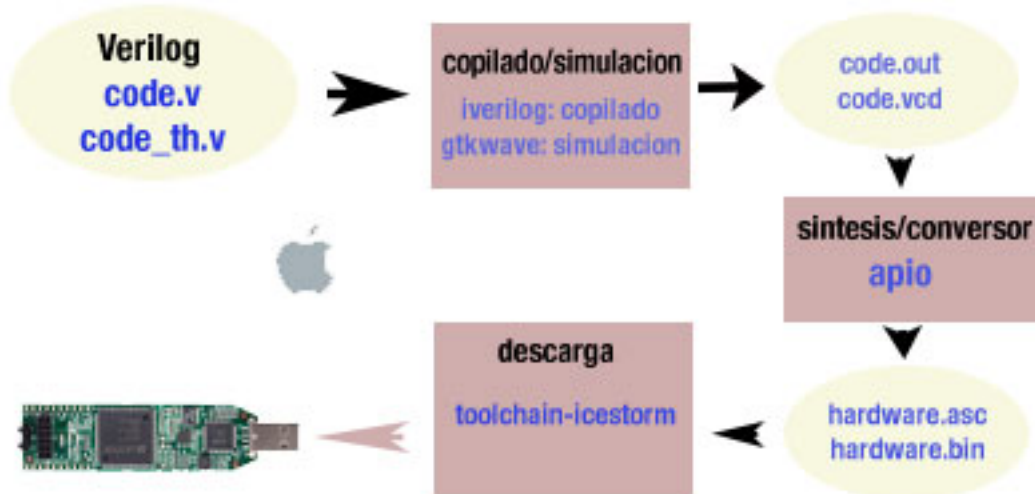 Verilog
code.v
code_th.v
copilado/simulacion
iverilog: copilado
gtkwave: simulacion
code.out
code.vcd
sintesis/conversor
apio
hardware.asc
hardware.bin
descarga
toolchain-icestorm